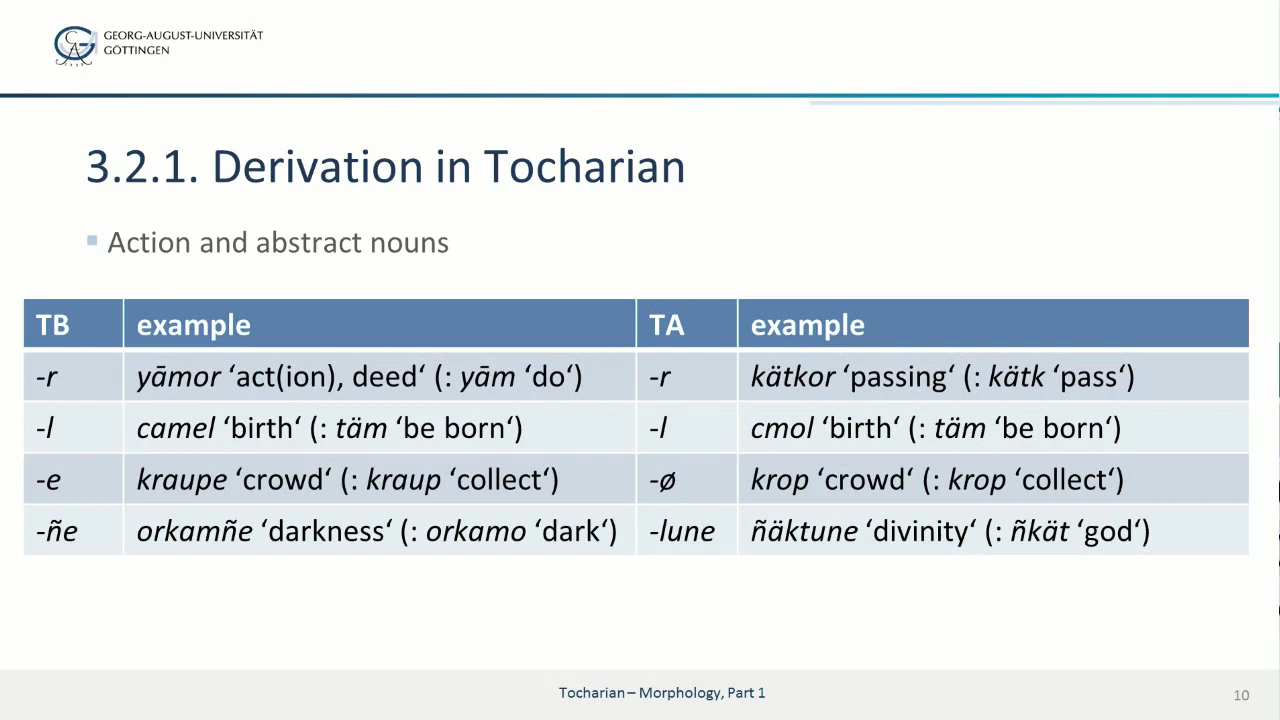 GEORG-AUGUST-UNIVERSITÄT
GÖTTINGEN
3.2.1. Derivation in Tocharian
▪ Action and abstract nouns
TB example TA example
-r yāmor ‘act(ion), deed‘ (: yām ‘do‘) -r kätkor ‘passing‘ (: kätk ‘pass‘)
-l camel ‘birth‘ (: täm ‘be born‘) -l cmol ‘birth‘ (: täm ‘be born‘)
-e kraupe ‘crowd‘ (: kraup ‘collect‘) -ø krop ‘crowd‘ (: krop ‘collect‘)
-ñe orkamñe ‘darkness‘ (: orkamo ‘dark‘) -lune ñäktune ‘divinity‘ (: ñkät ‘god‘)
Tocharian – Morphology, Part 1
10